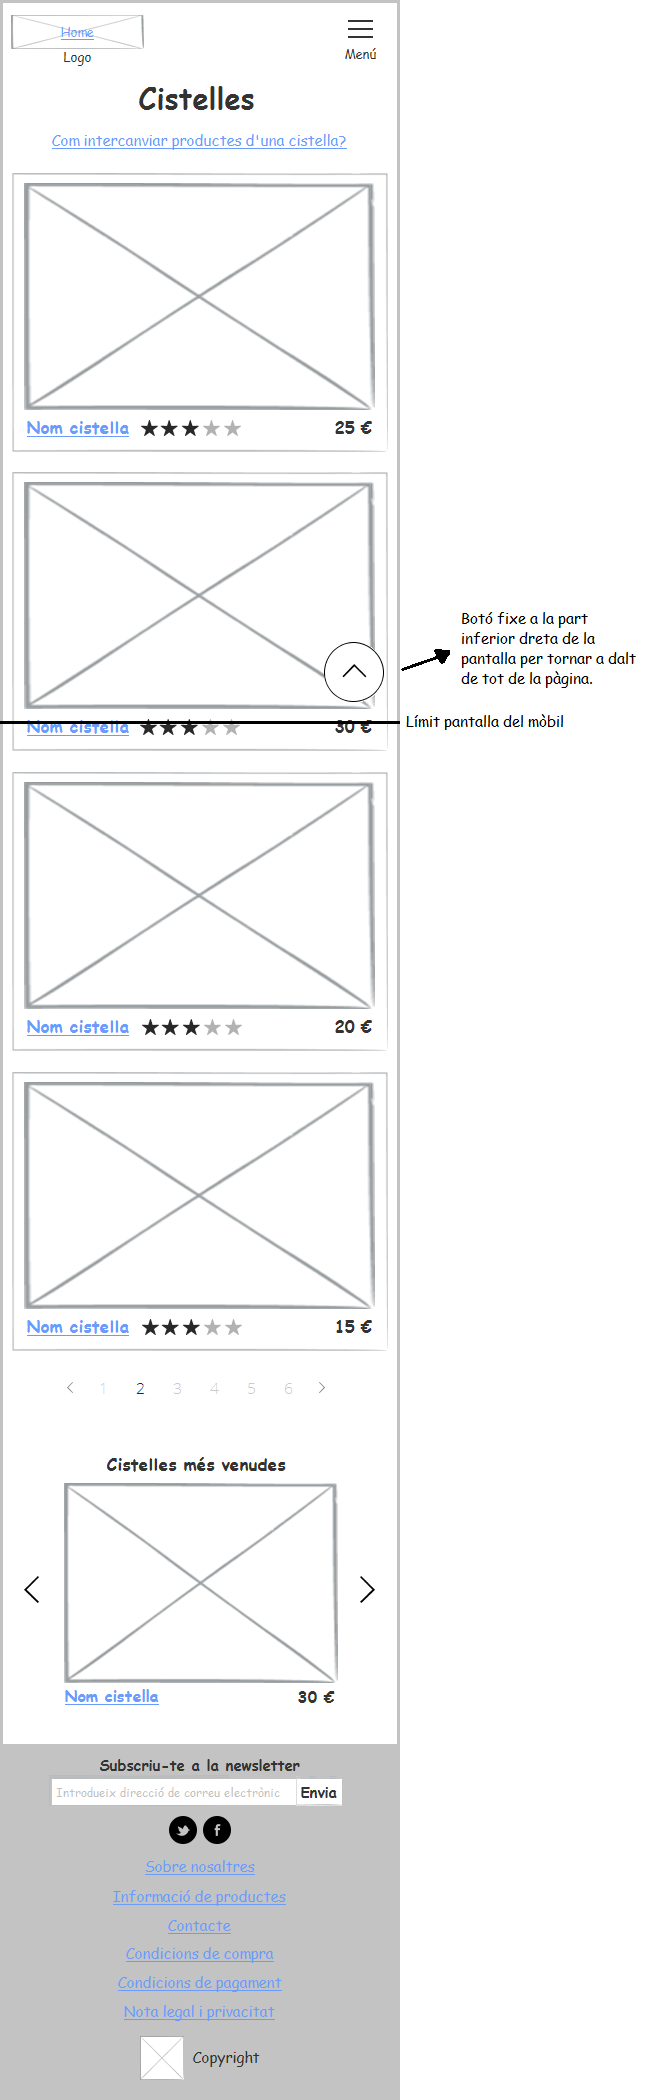 Home
Logo
Menú
Cistelles
Com intercanviar productes d'una cistella?
Nom cistella 25 €
Botó fixe a la part
inferior dreta de la
pantalla per tornar a dalt
de tot de la pàgina.
Nom cistella 30 €
Límit pantalla del mòbil
Nom cistella 20 €
Nom cistella 15 €
1 2 3 4 5 6
Cistelles més venudes
Nom cistella 30 €
Subscriu-te a la newsletter
Introdueix direcció de correu electrònic Envia
Sobre nosaltres
Informació de productes
Contacte
Condicions de compra
Condicions de pagament
Nota legal i privacitat
Copyright